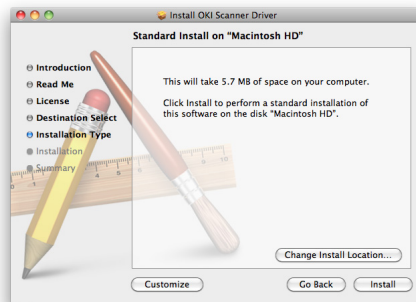 Install OKI Scanner Driver
Standard Install on "Macintosh HD"
Introduction
Read Me
License
Destination Select
Installation Type
Installation
Summary
This will take 5.7 MB of space on your computer.
Click Install to perform a standard installation of
this software on the disk "Macintosh HD".
Change Install Location...
Customize
Go Back
Install